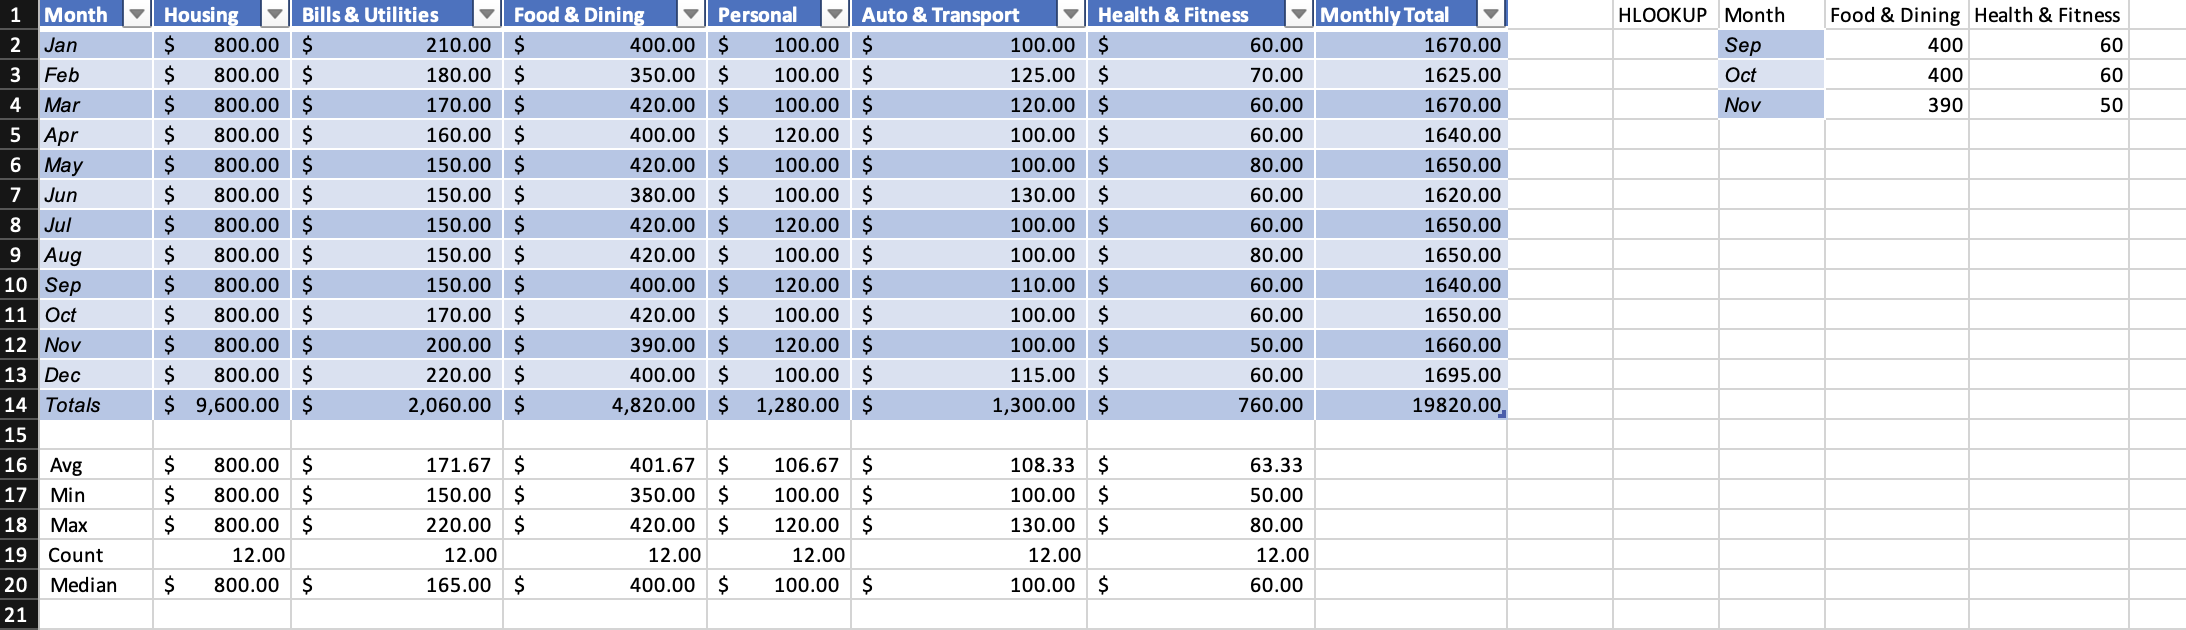 1 Month Housing Bills & Utilities Food & Dining Personal Auto & Transport Health & Fitness Monthly Total HLOOKUP Month Food & Dining Health & Fitness
2 Jan $ 800.00 $ 210.00 $ 400.00 $ 100.00 $ 100.00 $ 60.00 1670.00 Sep 400 60
3 Feb $ 800.00 $ 180.00 $ 350.00 $ 100.00 $ 125.00 $ 70.00 1625.00 Oct 400 60
4 Mar $ 800.00 $ 170.00 $ 420.00 $ 100.00 $ 120.00 $ 60.00 1670.00 Nov 390 50
5 Apr $ 800.00 $ 160.00 $ 400.00 $ 120.00 $ 100.00 $ 60.00 1640.00
6 May $ 800.00 $ 150.00 $ 420.00 $ 100.00 $ 100.00 $ 80.00 1650.00
7 Jun $ 800.00 $ 150.00 $ 380.00 $ 100.00 $ 130.00 $ 60.00 1620.00
8 Jul $ 800.00 $ 150.00 $ 420.00 $ 120.00 $ 100.00 $ 60.00 1650.00
9 Aug $ 800.00 $ 150.00 $ 420.00 $ 100.00 $ 100.00 $ 80.00 1650.00
10 Sep $ 800.00 $ 150.00 $ 400.00 $ 120.00 $ 110.00 $ 60.00 1640.00
11 Oct $ 800.00 $ 170.00 $ 420.00 $ 100.00 $ 100.00 $ 60.00 1650.00
12 Nov $ 800.00 $ 200.00 $ 390.00 $ 120.00 $ 100.00 $ 50.00 1660.00
13 Dec $ 800.00 $ 220.00 $ 400.00 $ 100.00 $ 115.00 $ 60.00 1695.00
14 Totals $ 9,600.00 $ 2,060.00 $ 4,820.00 $ 1,280.00 $ 1,300.00 $ 760.00 19820.00
15
16 Avg $ 800.00 $ 171.67 $ 401.67 $ 106.67 $ 108.33 $ 63.33
17 Min $ 800.00 $ 150.00 $ 350.00 $ 100.00 $ 100.00 $ 50.00
18 Max $ 800.00 $ 220.00 $ 420.00 $ 120.00 $ 130.00 $ 80.00
19 Count 12.00 12.00 12.00 12.00 12.00 12.00
20 Median $ 800.00 $ 165.00 $ 400.00 $ 100.00 $ 100.00 $ 60.00
21